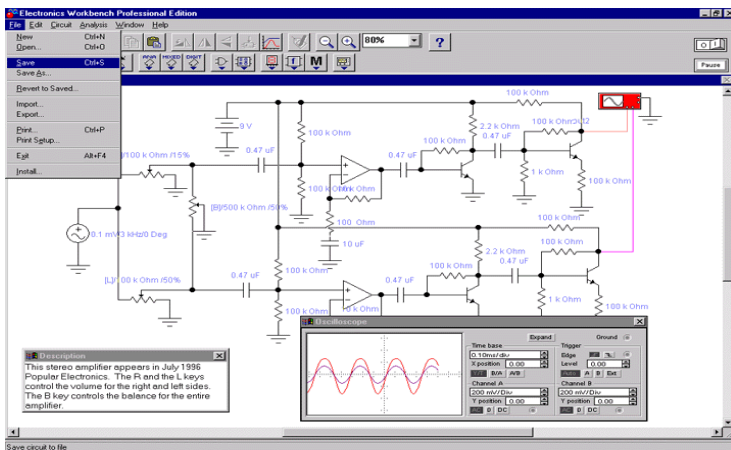 Electronics Workbench Professional Edition
File Edit Circuit Analysis Window Help
New Ctrl+N
Open... Ctrl+O
Save Ctrl+S
Save As...
Revert to Saved...
Import...
Export...
Print... Ctrl+P
Print Setup...
Exit Alt+F4
Install...
80%
?
ANA MIXED DIGIT
M
Pause
9 V
100 k Ohm
0.47 uF
]/100 k Ohm /15%
[B]/500 k Ohm /50%
0.1 mV/3 kHz/0 Deg
100 Ohm
10 uF
0.47 uF
100 k Ohm
2.2 k Ohm
0.47 uF
100 k Ohm
100 k Ohm
1 k Ohm
100 k Ohm
[L]/100 k Ohm /50%
0.47 uF
100 k Ohm
100 k Ohm
10 k Ohm
0.47 uF
100 k Ohm
2.2 k Ohm
0.47 uF
100 k Ohm
100 k Ohm
1 k Ohm
100 k Ohm
Description
This stereo amplifier appears in July 1996
Popular Electronics. The R and the L keys
control the volume for the right and left sides.
The B key controls the balance for the entire
amplifier.
Oscilloscope
Expand Ground
Time base Trigger
0.10ms/div Edge
X position 0.00 Level 0.00
Y/T B/A A/B Auto A B Ext
Channel A Channel B
200 mV/Div 200 mV/Div
Y position 0.00 Y position 0.00
AC 0 DC AC 0 DC
Save circuit to file